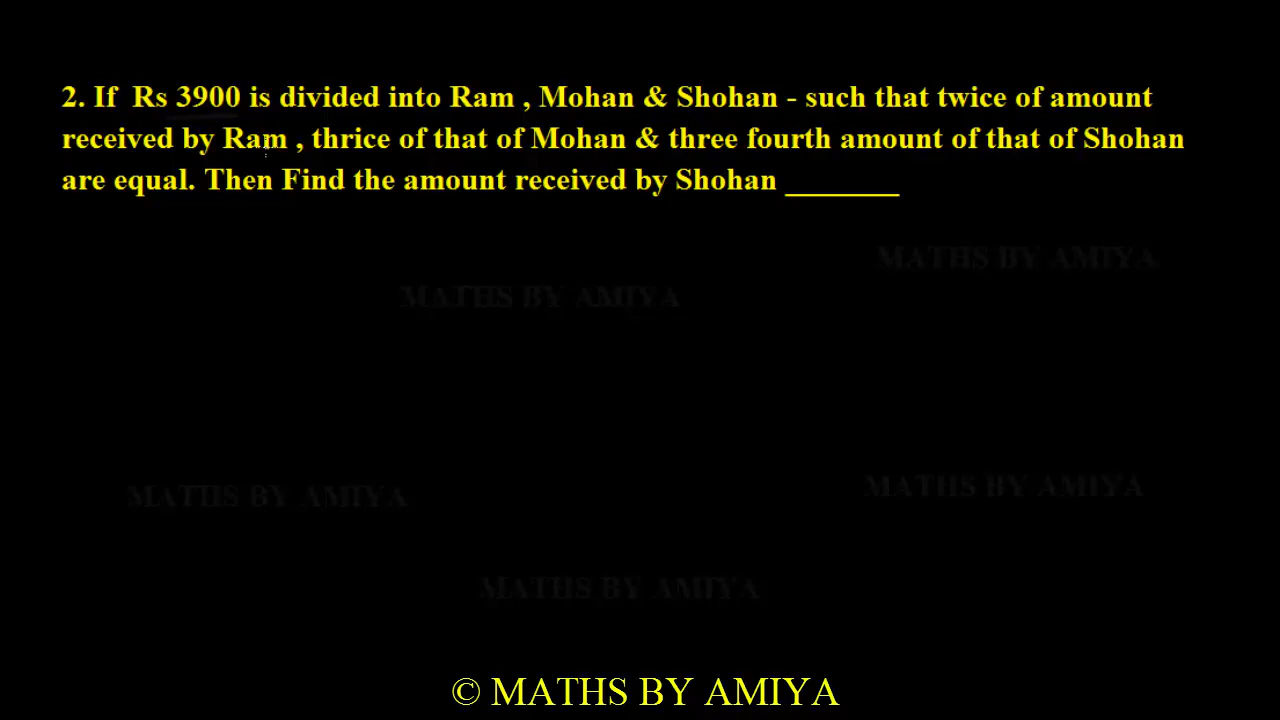 2. If Rs 3900 is divided into Ram , Mohan & Shohan - such that twice of amount
received by Ram , thrice of that of Mohan & three fourth amount of that of Shohan
are equal. Then Find the amount received by Shohan _______
MATHS BY AMIYA
MATHS BY AMIYA
MATHS BY AMIYA
MATHS BY AMIYA
MATHS BY AMIYA
© MATHS BY AMIYA